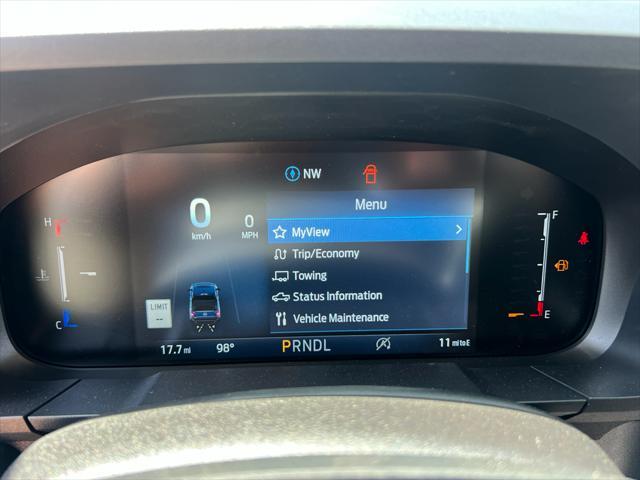 NW
Menu
MyView
Trip/Economy
Towing
Status Information
Vehicle Maintenance
0
km/h
0
MPH
LIMIT
--
H
C
F
E
17.7 mi
98°
PRNDL
11 mi to E